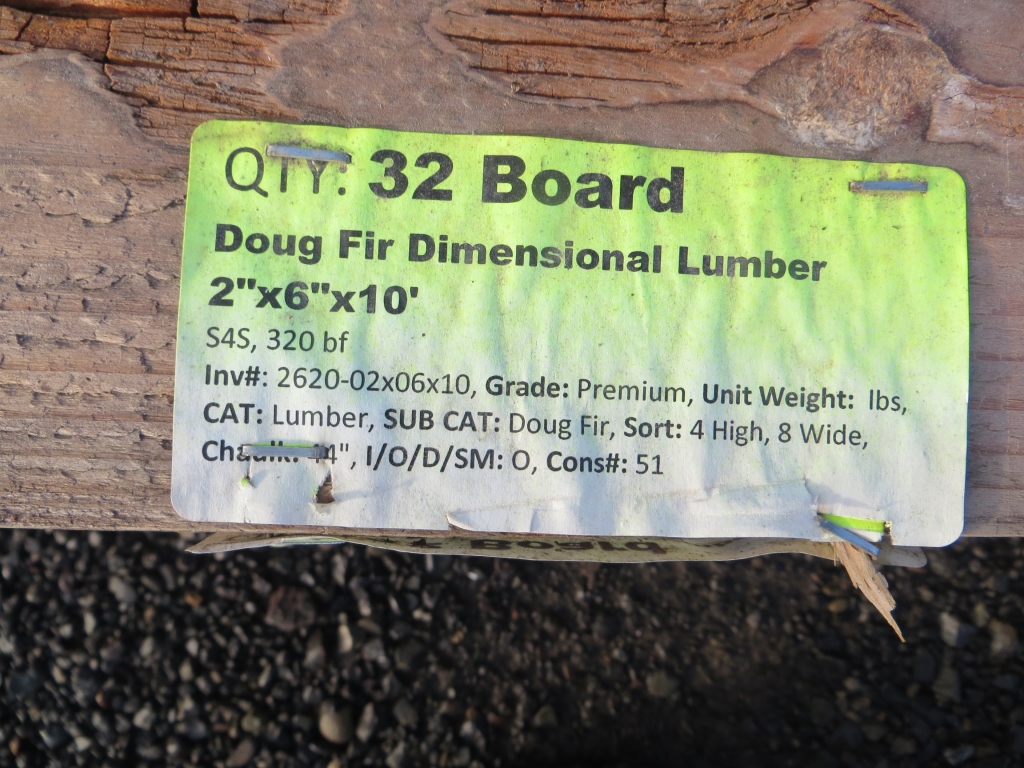 QTY: 32 Board
Doug Fir Dimensional Lumber
2"x6"x10'
S4S, 320 bf
Inv#: 2620-02x06x10, Grade: Premium, Unit Weight: lbs,
CAT: Lumber, SUB CAT: Doug Fir, Sort: 4 High, 8 Wide,
I/O/D/SM: O, Cons#: 51
Board